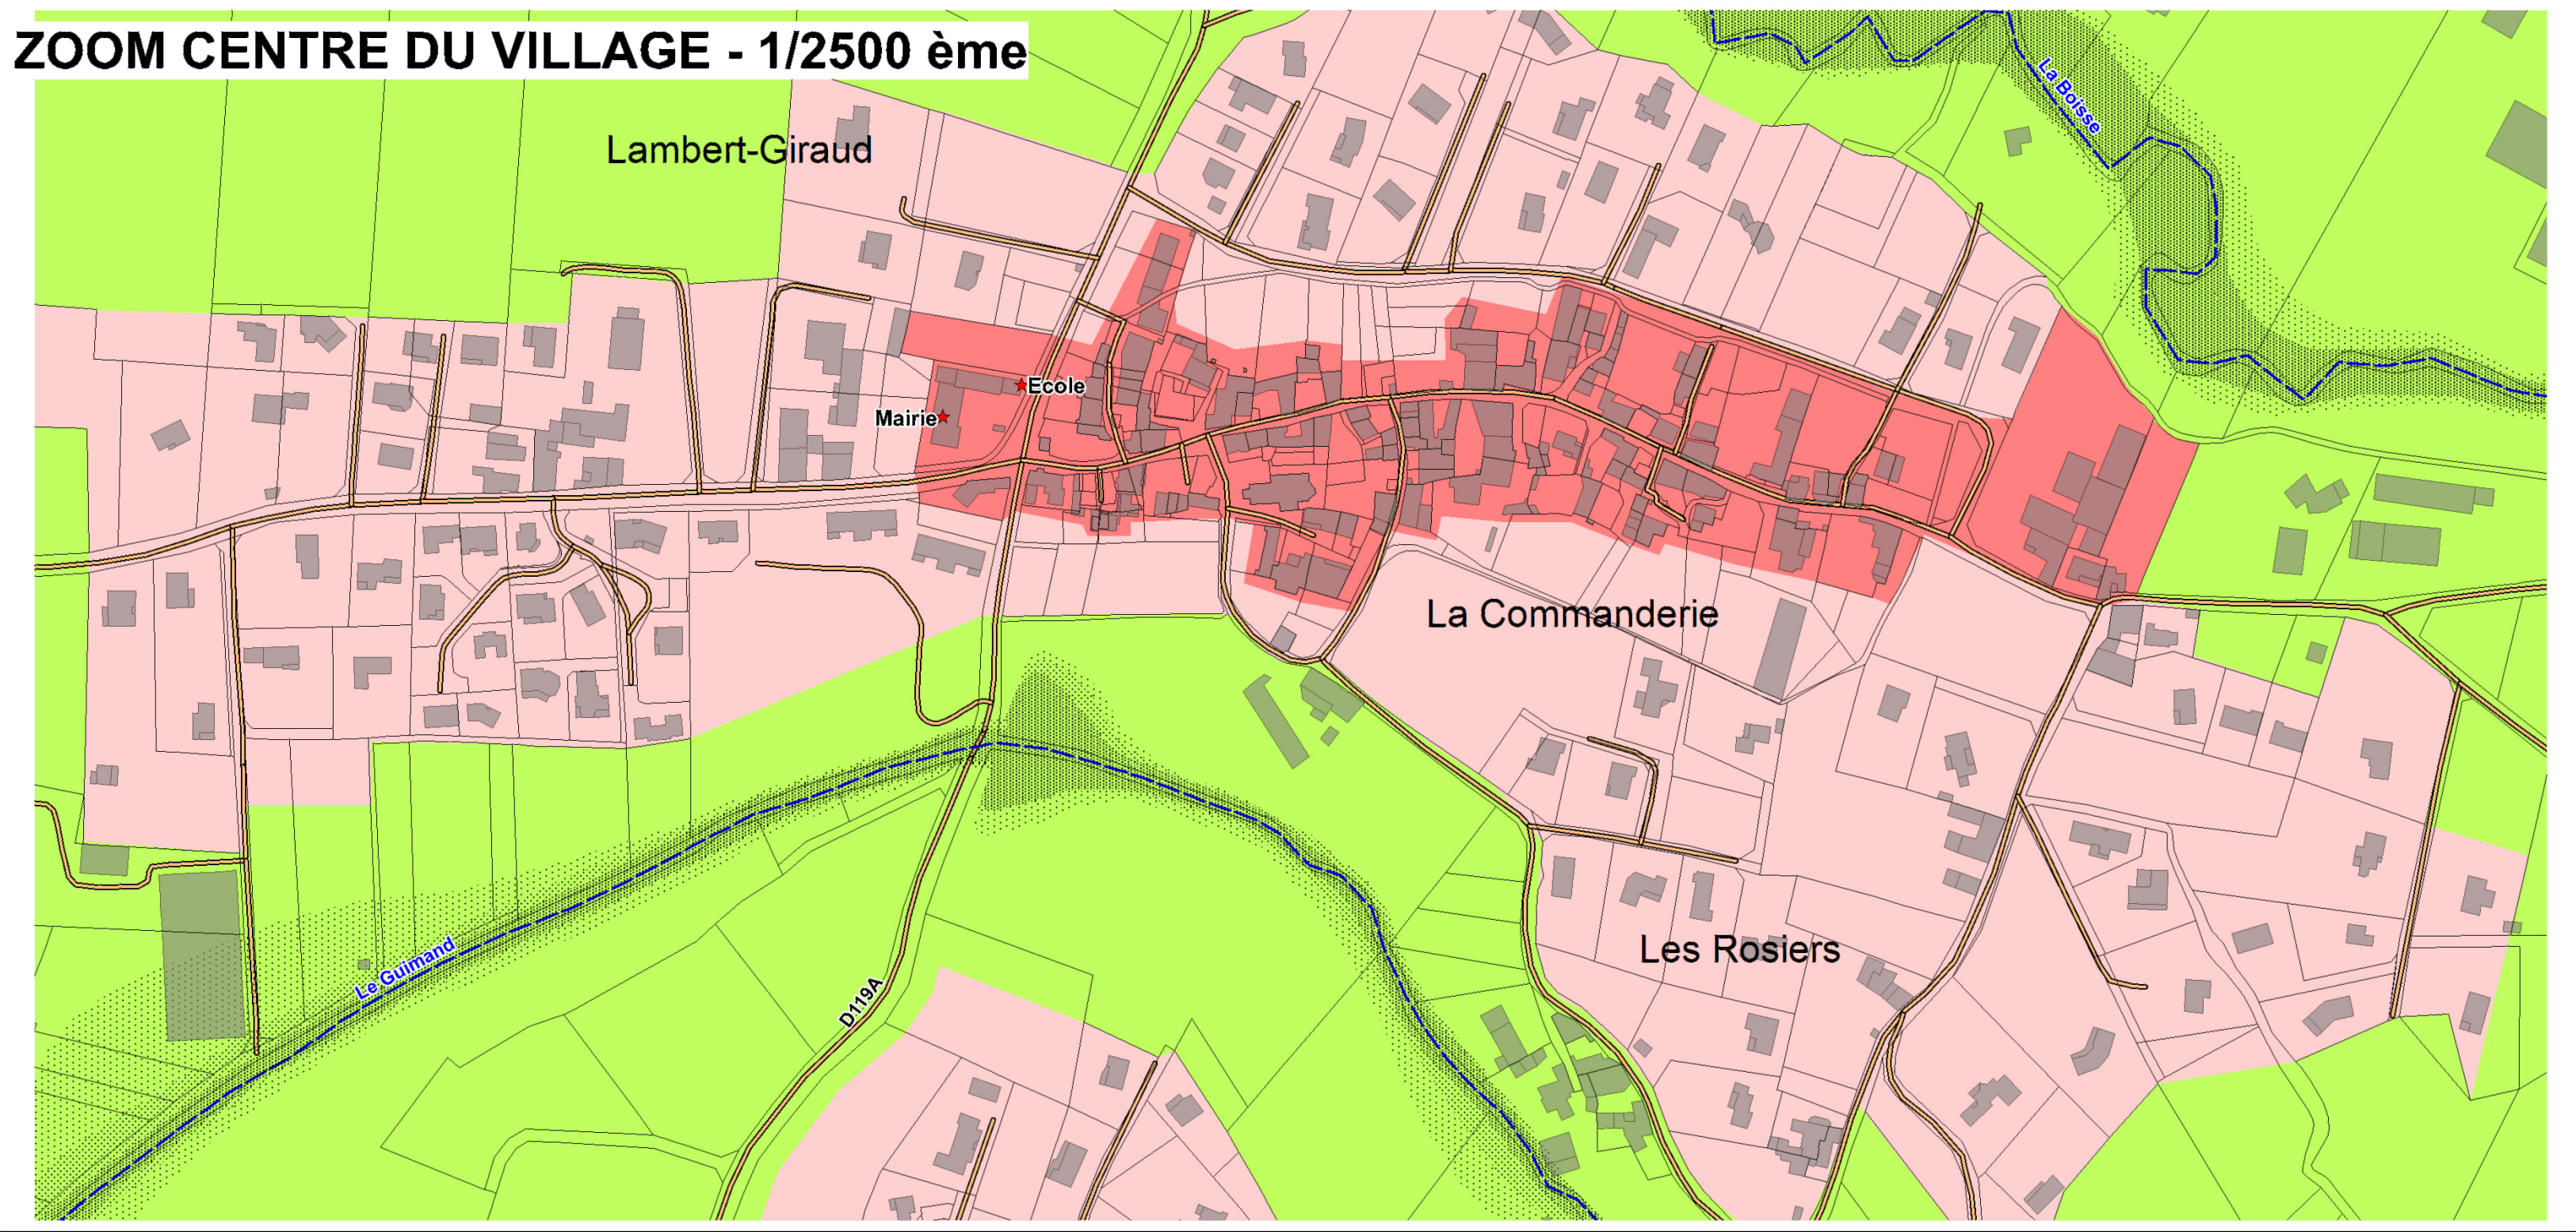 ZOOM CENTRE DU VILLAGE - 1/2500 ème
La Boisse
Lambert-Giraud
Ecole
Mairie
La Commanderie
Les Rosiers
Le Guimand
D119A